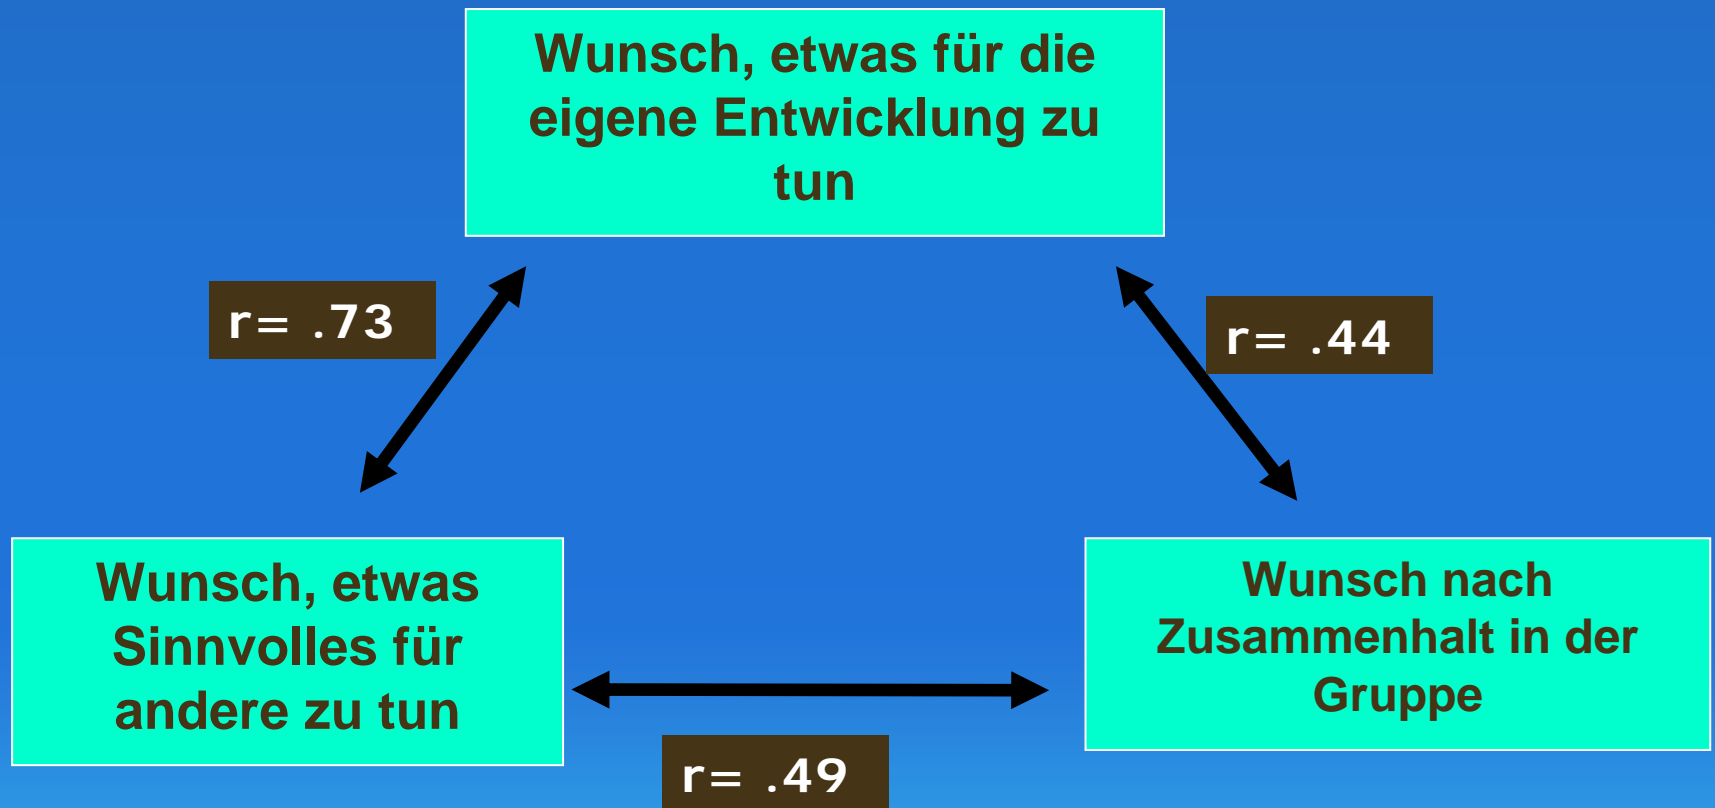 Wunsch, etwas für die
eigene Entwicklung zu
tun
r= .73
r= .44
Wunsch, etwas
Sinnvolles für
andere zu tun
Wunsch nach
Zusammenhalt in der
Gruppe
r= .49